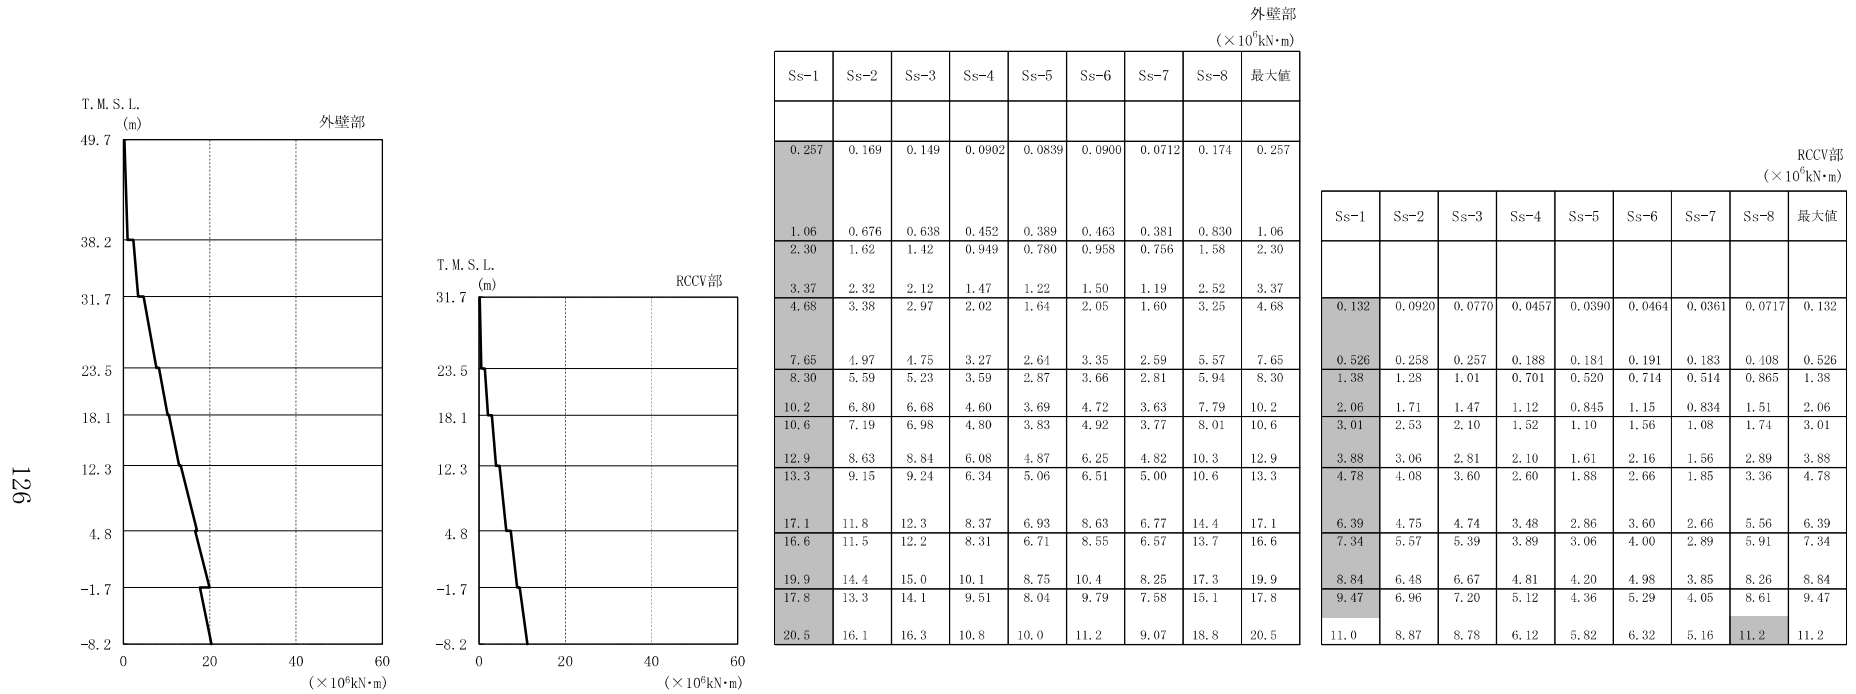 T.M.S.L.
(m)
外壁部
49.7
38.2
31.7
23.5
18.1
12.3
4.8
-1.7
-8.2
0 20 40 60
(×10⁶kN・m)
T.M.S.L.
(m)
RCCV部
31.7
23.5
18.1
12.3
4.8
-1.7
-8.2
0 20 40 60
(×10⁶kN・m)
外壁部
(×10⁶kN・m)
Ss-1 Ss-2 Ss-3 Ss-4 Ss-5 Ss-6 Ss-7 Ss-8 最大値
0.257 0.169 0.149 0.0902 0.0839 0.0900 0.0712 0.174 0.257
1.06 0.676 0.638 0.452 0.389 0.463 0.381 0.830 1.06
2.30 1.62 1.42 0.949 0.780 0.958 0.756 1.58 2.30
3.37 2.32 2.12 1.47 1.22 1.50 1.19 2.52 3.37
4.68 3.38 2.97 2.02 1.64 2.05 1.60 3.25 4.68
7.65 4.97 4.75 3.27 2.64 3.35 2.59 5.57 7.65
8.30 5.59 5.23 3.59 2.87 3.66 2.81 5.94 8.30
10.2 6.80 6.68 4.60 3.69 4.72 3.63 7.79 10.2
10.6 7.19 6.98 4.80 3.83 4.92 3.77 8.01 10.6
12.9 8.63 8.84 6.08 4.87 6.25 4.82 10.3 12.9
13.3 9.15 9.24 6.34 5.06 6.51 5.00 10.6 13.3
17.1 11.8 12.3 8.37 6.93 8.63 6.77 14.4 17.1
16.6 11.5 12.2 8.31 6.71 8.55 6.57 13.7 16.6
19.9 14.4 15.0 10.1 8.75 10.4 8.25 17.3 19.9
17.8 13.3 14.1 9.51 8.04 9.79 7.58 15.1 17.8
20.5 16.1 16.3 10.8 10.0 11.2 9.07 18.8 20.5
RCCV部
(×10⁶kN・m)
Ss-1 Ss-2 Ss-3 Ss-4 Ss-5 Ss-6 Ss-7 Ss-8 最大値
0.132 0.0920 0.0770 0.0457 0.0390 0.0464 0.0361 0.0717 0.132
0.526 0.258 0.257 0.188 0.184 0.191 0.183 0.408 0.526
1.38 1.28 1.01 0.701 0.520 0.714 0.514 0.865 1.38
2.06 1.71 1.47 1.12 0.845 1.15 0.834 1.51 2.06
3.01 2.53 2.10 1.52 1.10 1.56 1.08 1.74 3.01
3.88 3.06 2.81 2.10 1.61 2.16 1.56 2.89 3.88
4.78 4.08 3.60 2.60 1.88 2.66 1.85 3.36 4.78
6.39 4.75 4.74 3.48 2.86 3.60 2.66 5.56 6.39
7.34 5.57 5.39 3.89 3.06 4.00 2.89 5.91 7.34
8.84 6.48 6.67 4.81 4.20 4.98 3.85 8.26 8.84
9.47 6.96 7.20 5.12 4.36 5.29 4.05 8.61 9.47
11.0 8.87 8.78 6.12 5.82 6.32 5.16 11.2 11.2
126